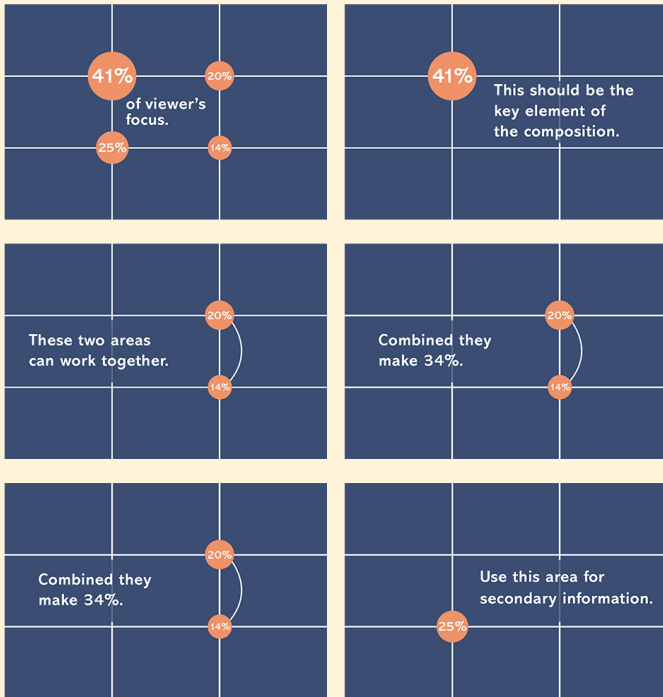 41%
20%
of viewer's
focus.
25%
14%
41%
This should be the
key element of
the composition.
20%
These two areas
can work together.
14%
20%
Combined they
make 34%.
14%
20%
Combined they
make 34%.
14%
Use this area for
secondary information.
25%